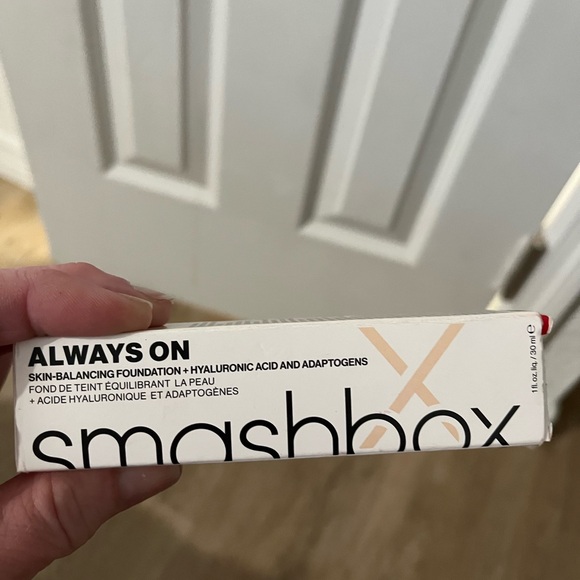 ALWAYS ON
SKIN-BALANCING FOUNDATION + HYALURONIC ACID AND ADAPTOGENS
FOND DE TEINT ÉQUILIBRANT LA PEAU
+ ACIDE HYALURONIQUE ET ADAPTOGÈNES
smashbox
1 fl. oz. liq. / 30 ml ℮